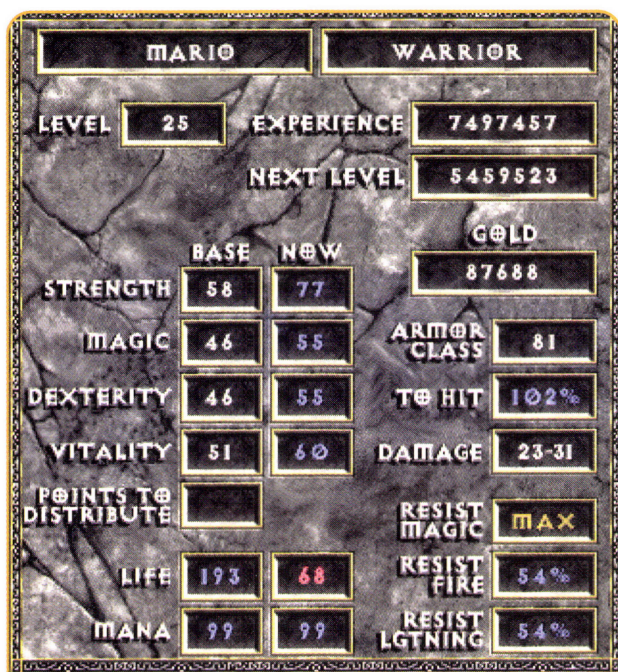 MARIO WARRIOR
LEVEL 25 EXPERIENCE 7497457
NEXT LEVEL 5459523
GOLD
BASE NOW 87688
STRENGTH 58 77
MAGIC 46 55 ARMOR CLASS 81
DEXTERITY 46 55 TO HIT 102%
VITALITY 51 60 DAMAGE 23-31
POINTS TO DISTRIBUTE
RESIST MAGIC MAX
LIFE 193 68 RESIST FIRE 54%
MANA 99 99 RESIST LGTNING 54%